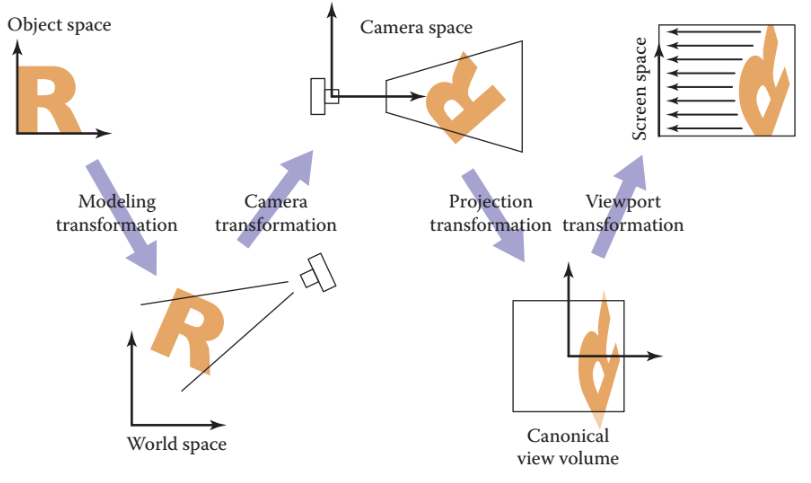 Object space
Camera space
Screen space
Modeling
transformation
Camera
transformation
Projection
transformation
Viewport
transformation
World space
Canonical
view volume